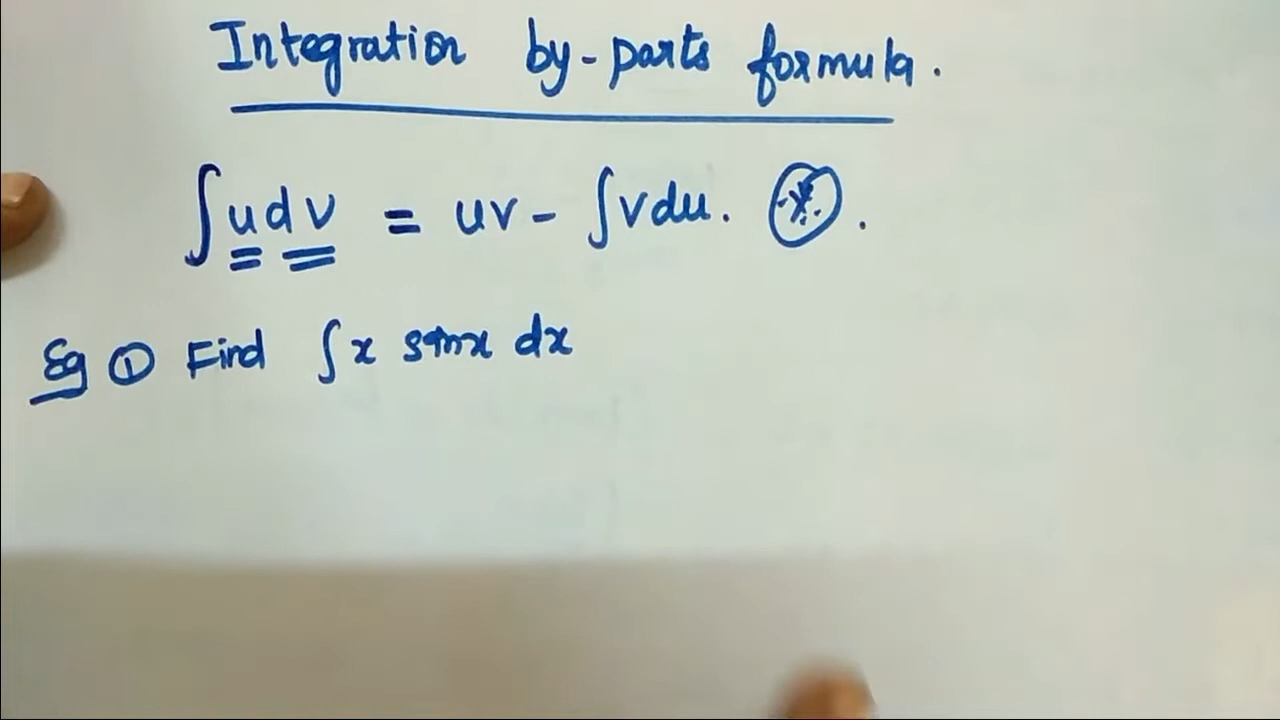 Integration by-parts formula.
∫udv = uv - ∫vdu. ⊛.
Eg ① Find ∫x sinx dx